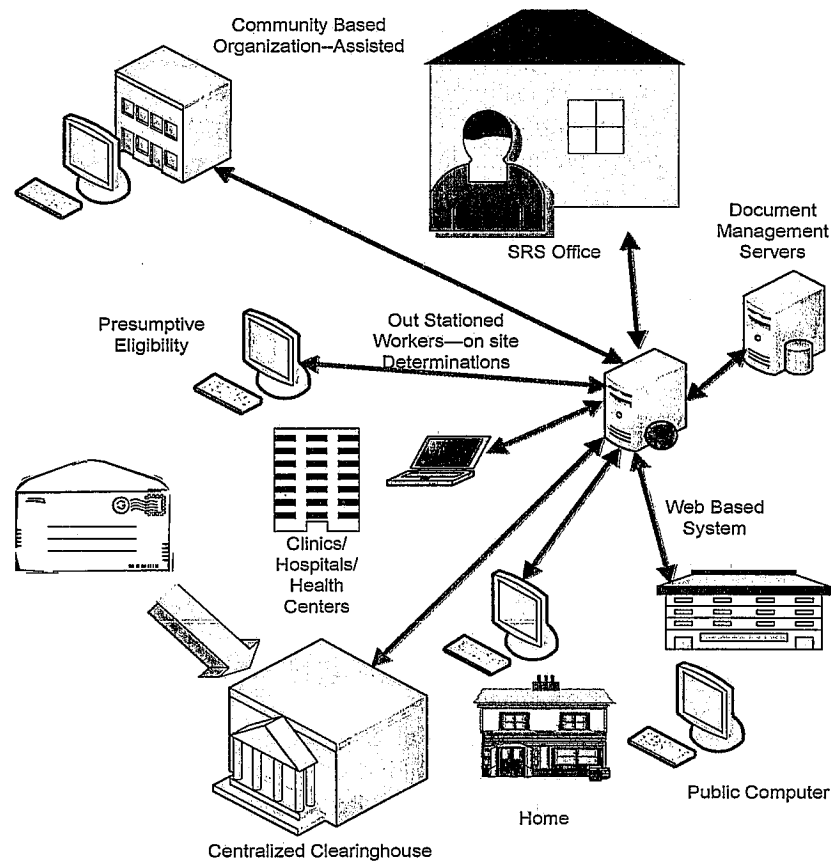 Community Based
Organization--Assisted
SRS Office
Document
Management
Servers
Presumptive
Eligibility
Out Stationed
Workers—on site
Determinations
Clinics/
Hospitals/
Health
Centers
Web Based
System
Home
Public Computer
Centralized Clearinghouse